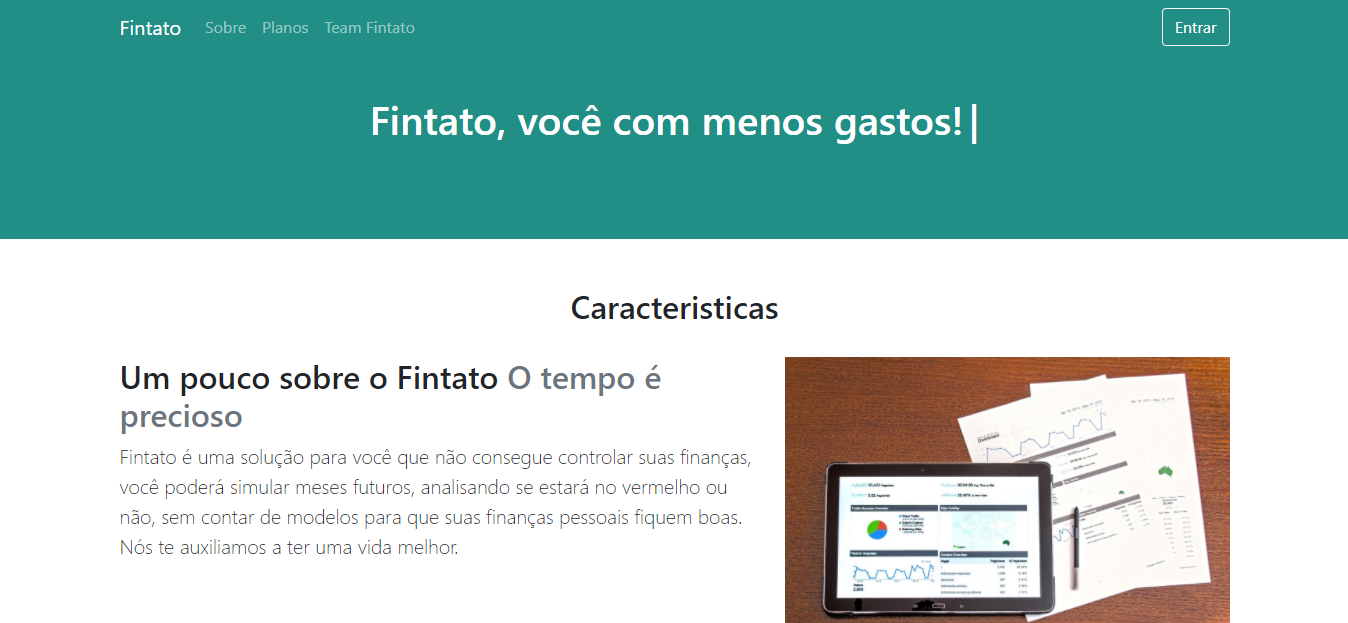 Fintato Sobre Planos Team Fintato Entrar
Fintato, você com menos gastos!|
Caracteristicas
Um pouco sobre o Fintato O tempo é
precioso
Fintato é uma solução para você que não consegue controlar suas finanças,
você poderá simular meses futuros, analisando se estará no vermelho ou
não, sem contar de modelos para que suas finanças pessoais fiquem boas.
Nós te auxiliamos a ter uma vida melhor.